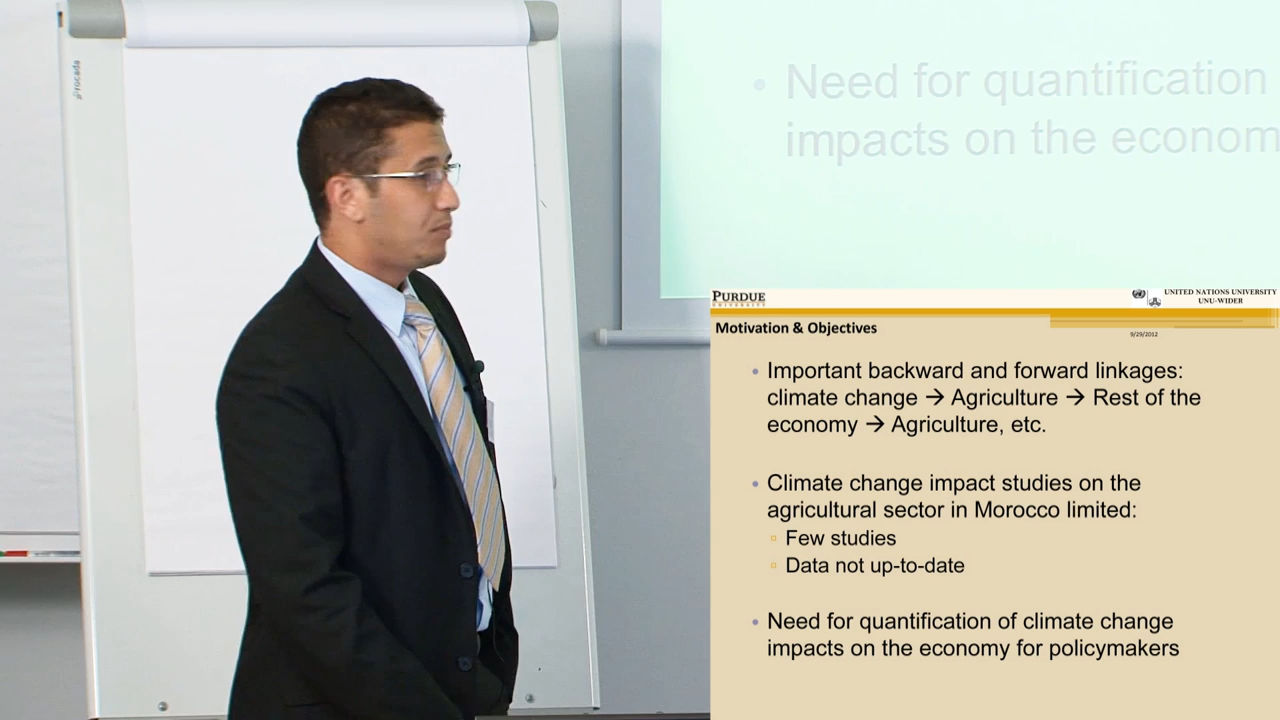 rocada
Need for quantification
impacts on the econom
PURDUE
UNIVERSITY
UNITED NATIONS UNIVERSITY
UNU-WIDER
Motivation & Objectives
9/29/2012
• Important backward and forward linkages:
climate change → Agriculture → Rest of the
economy → Agriculture, etc.
• Climate change impact studies on the
agricultural sector in Morocco limited:
▫ Few studies
▫ Data not up-to-date
• Need for quantification of climate change
impacts on the economy for policymakers